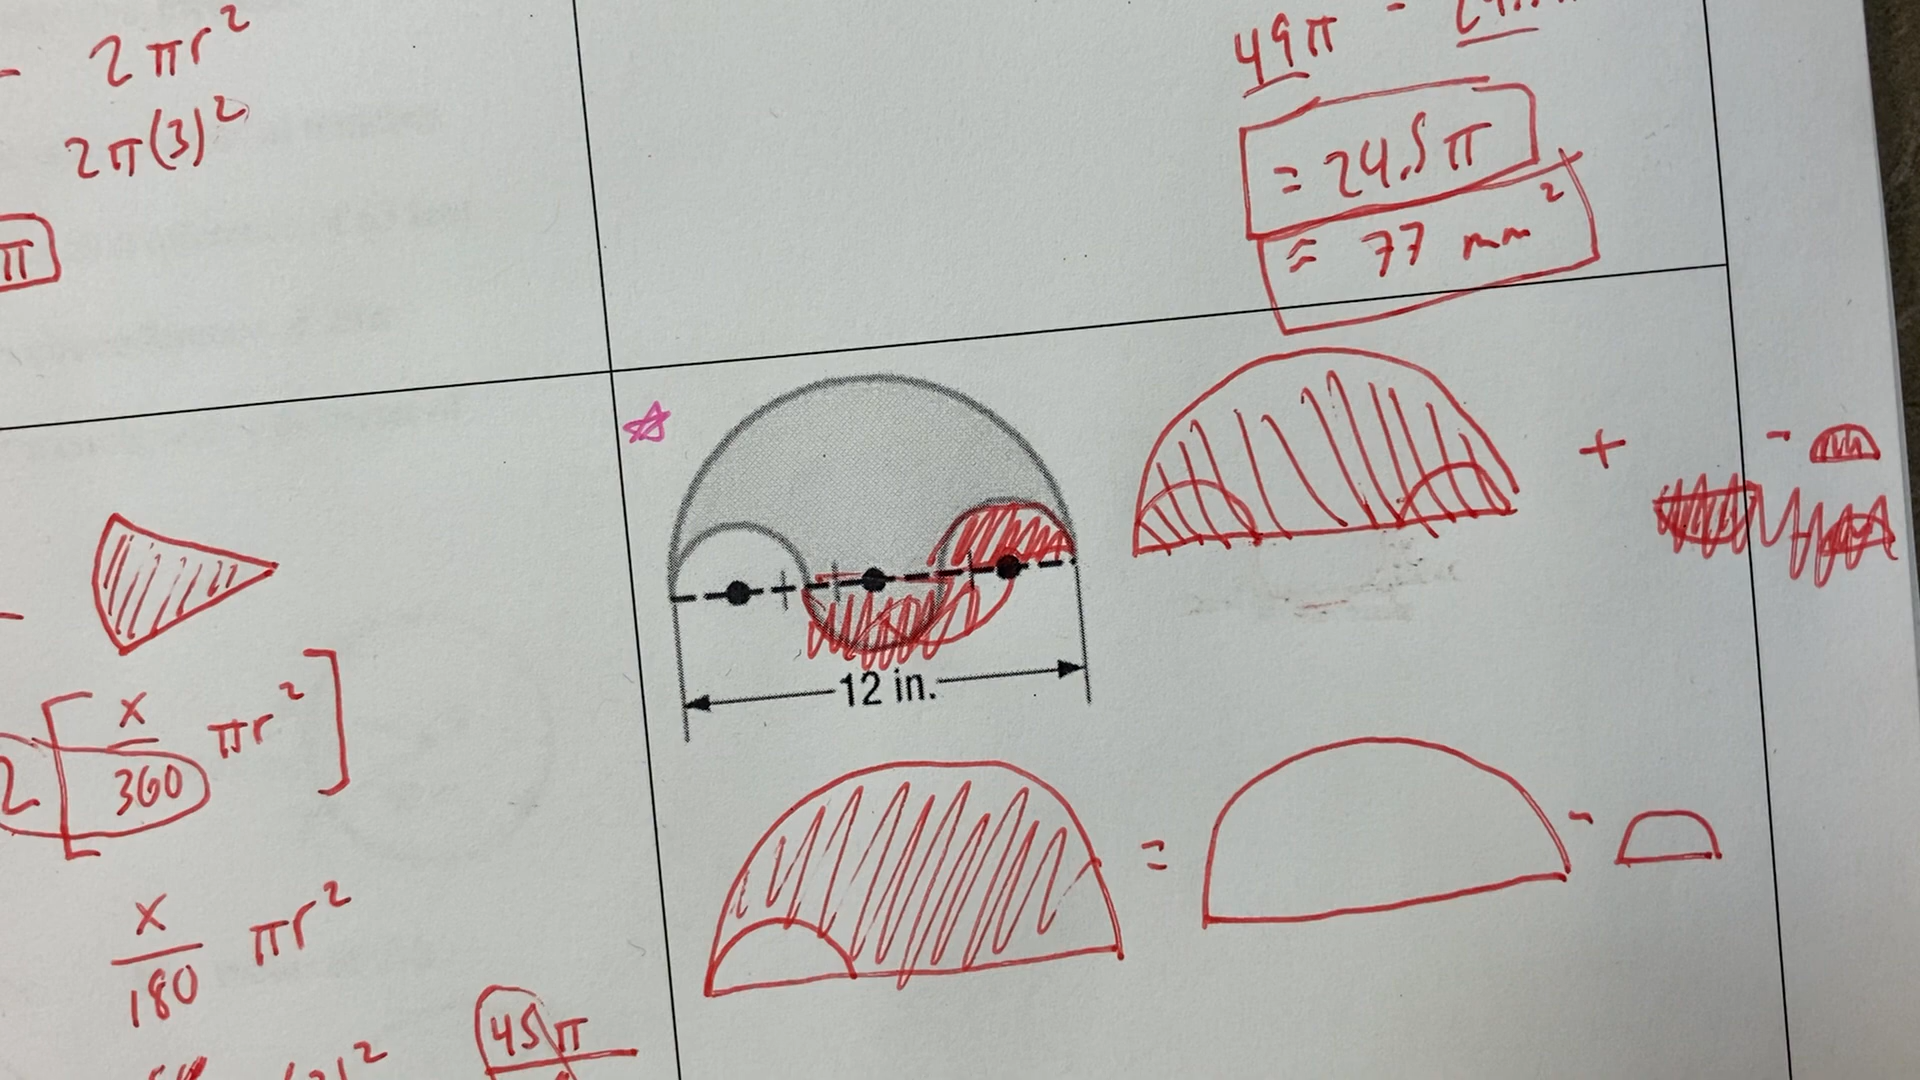 - 2πr²
2π(3)²
π
49π -
= 24.5π
≈ 77 mm²
+ -
12 in.
= -
2 [x/360 πr²]
x/180 πr²
45π